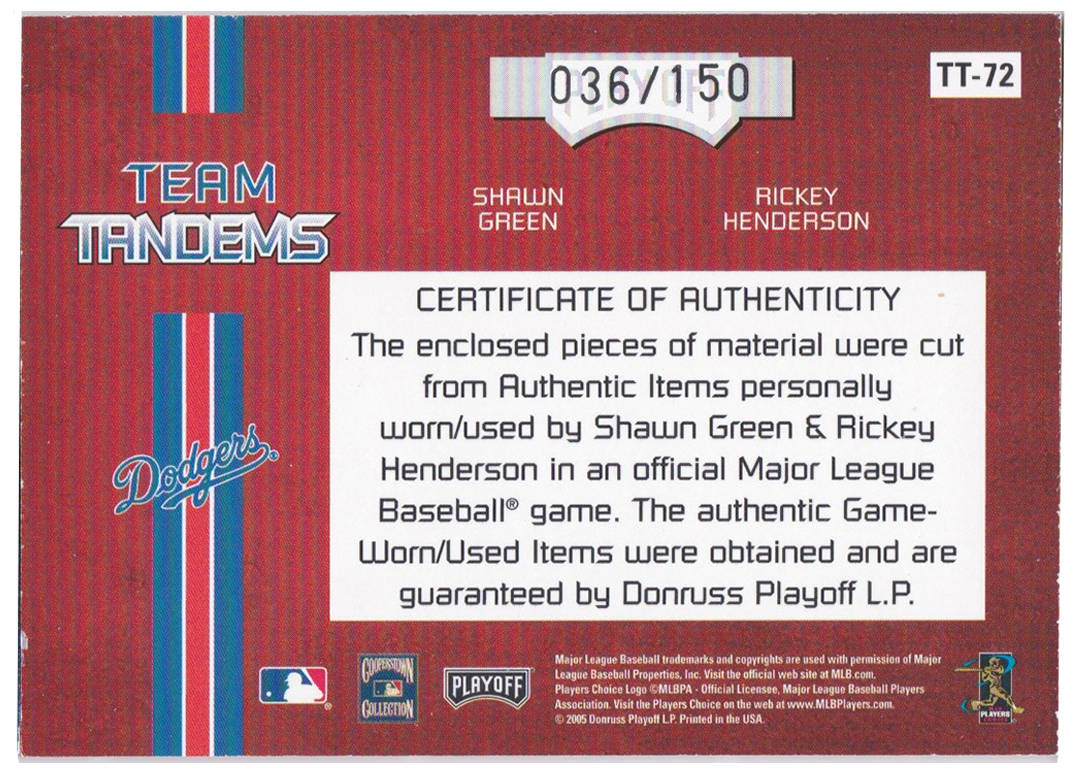 036/150
PLAYOFF
TT-72
TEAM
TANDEMS
SHAWN
GREEN
RICKEY
HENDERSON
CERTIFICATE OF AUTHENTICITY
The enclosed pieces of material were cut
from Authentic Items personally
worn/used by Shawn Green & Rickey
Henderson in an official Major League
Baseball® game. The authentic Game-
Worn/Used Items were obtained and are
guaranteed by Donruss Playoff L.P.
Dodgers
COOPERSTOWN
COLLECTION
PLAYOFF
Major League Baseball trademarks and copyrights are used with permission of Major
League Baseball Properties, Inc. Visit the official web site at MLB.com.
Players Choice Logo ©MLBPA - Official Licensee, Major League Baseball Players
Association. Visit the Players Choice on the web at www.MLBPlayers.com.
© 2005 Donruss Playoff L.P. Printed in the USA.
PLAYERS